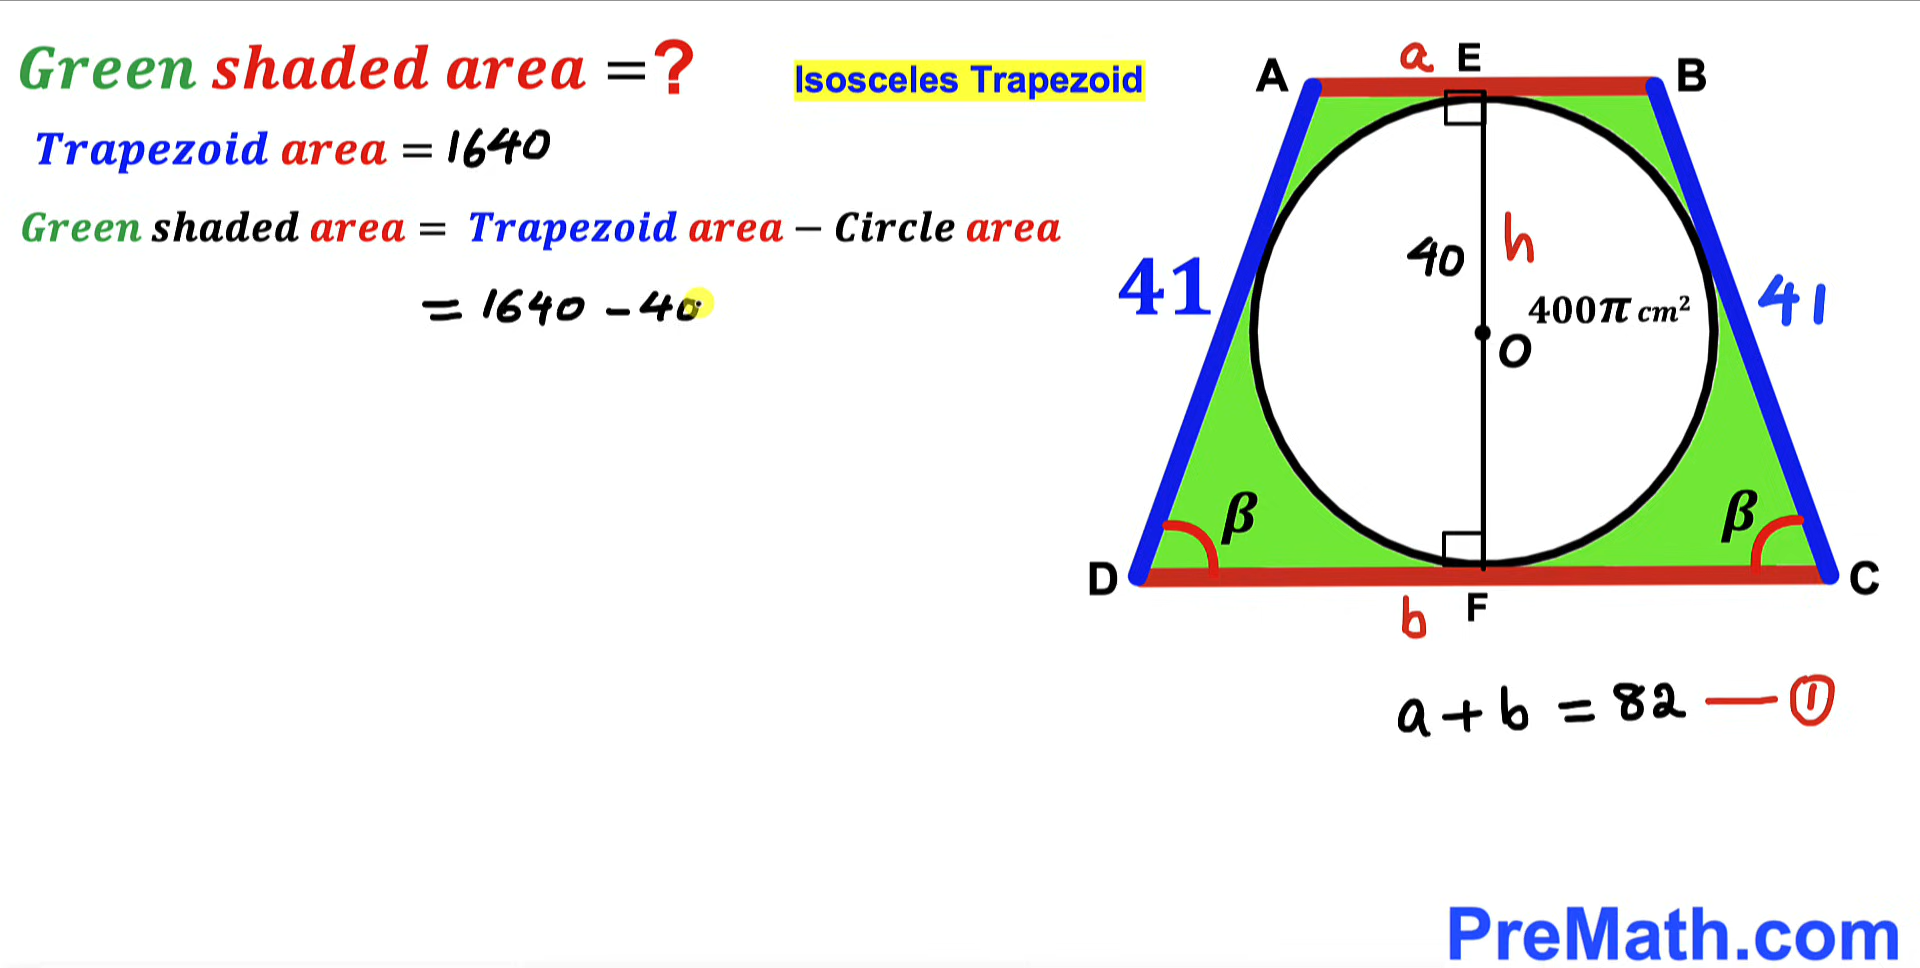 Green shaded area =?
Isosceles Trapezoid
Trapezoid area = 1640
Green shaded area = Trapezoid area – Circle area
= 1640 – 40
A
a
E
B
40
h
41
400π cm²
41
O
β
β
D
C
b
F
a + b = 82 — ①
PreMath.com